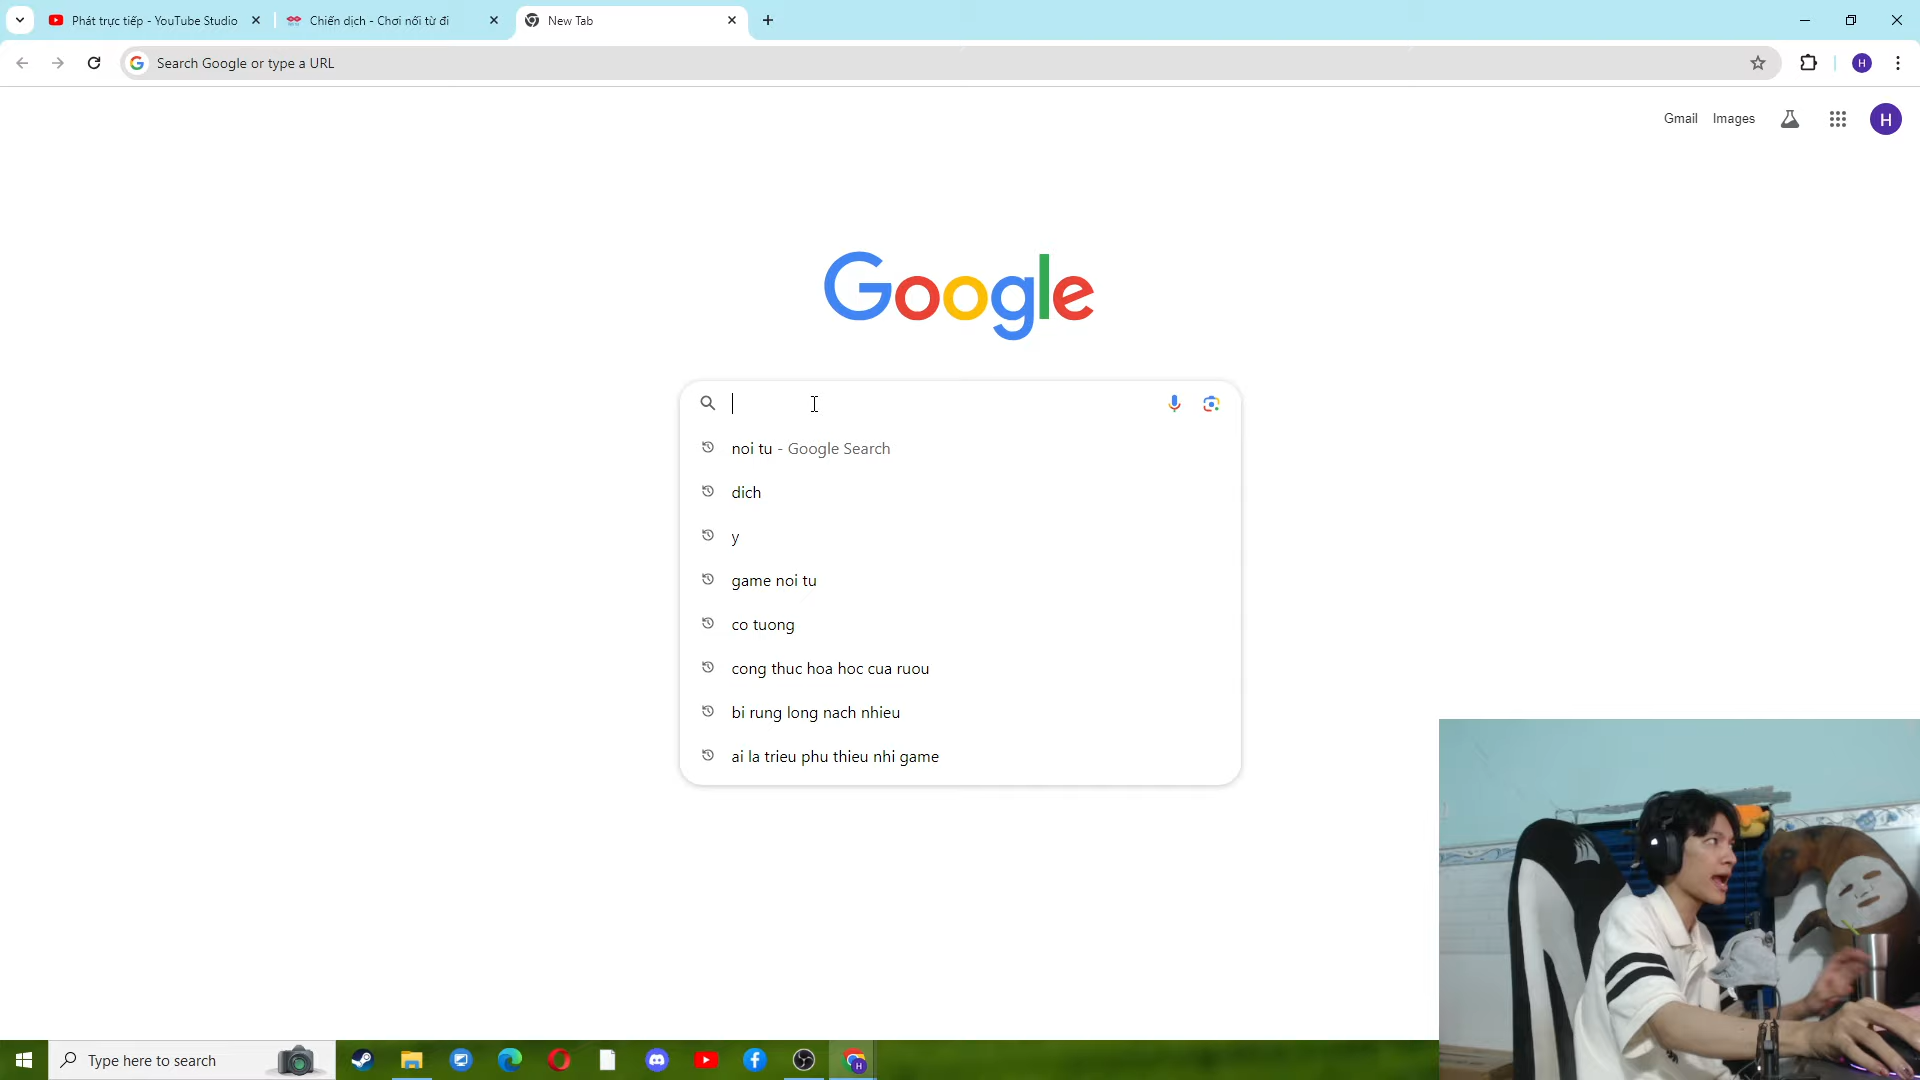 Phát trực tiếp - YouTube Studio
Chiến dịch - Chơi nối từ đi
New Tab
Search Google or type a URL
H
Gmail
Images
H
Google
noi tu - Google Search
dich
y
game noi tu
co tuong
cong thuc hoa hoc cua ruou
bi rung long nach nhieu
ai la trieu phu thieu nhi game
Type here to search
H